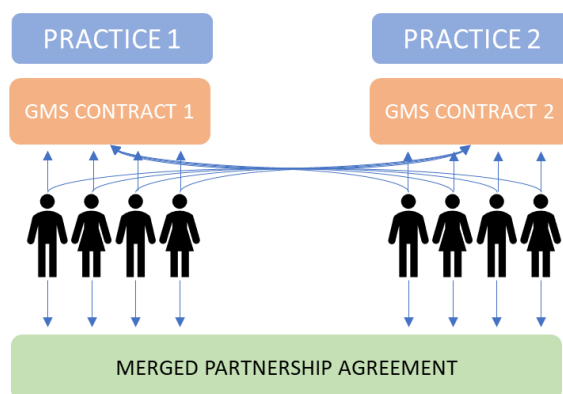 PRACTICE 1
PRACTICE 2
GMS CONTRACT 1
GMS CONTRACT 2
MERGED PARTNERSHIP AGREEMENT